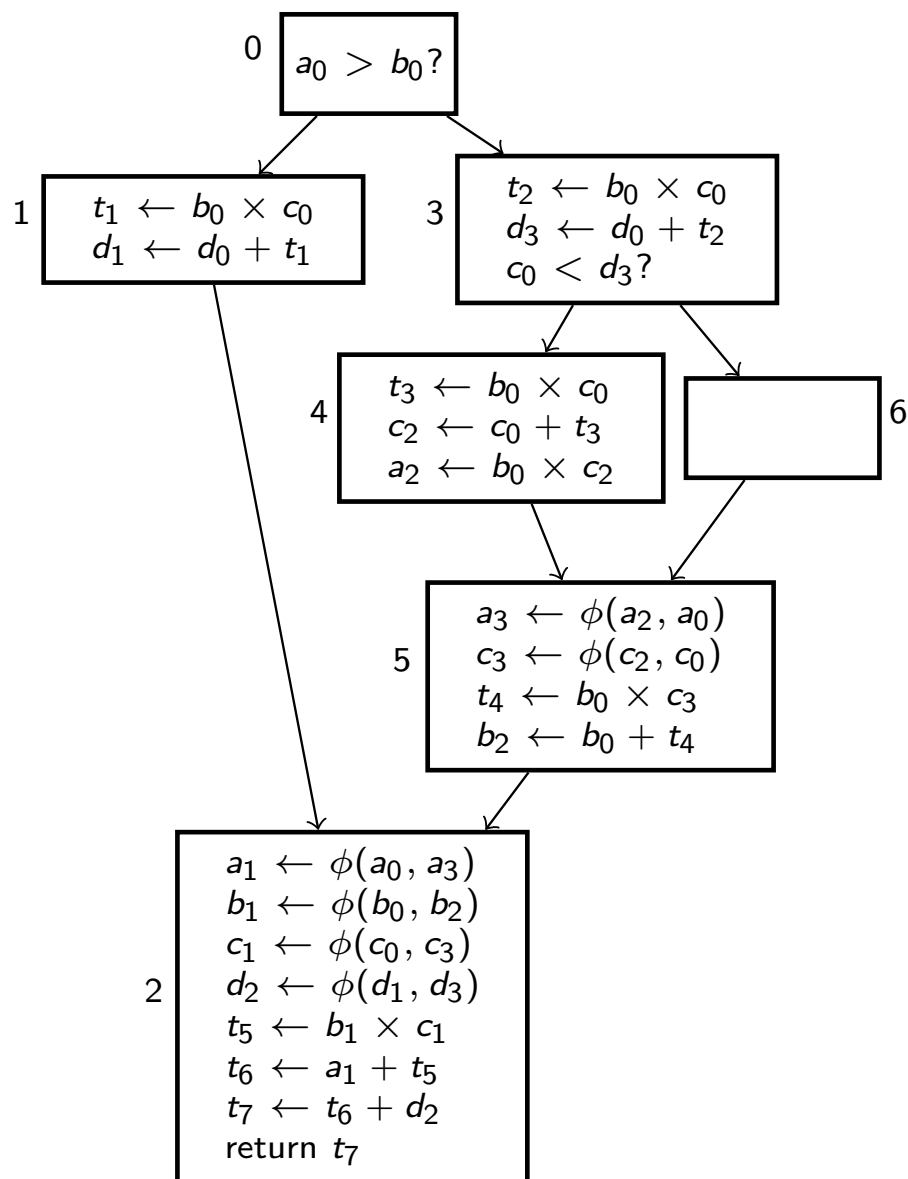 0
a₀ > b₀?
1
t₁ ← b₀ × c₀
d₁ ← d₀ + t₁
3
t₂ ← b₀ × c₀
d₃ ← d₀ + t₂
c₀ < d₃?
4
t₃ ← b₀ × c₀
c₂ ← c₀ + t₃
a₂ ← b₀ × c₂
6
5
a₃ ← ϕ(a₂, a₀)
c₃ ← ϕ(c₂, c₀)
t₄ ← b₀ × c₃
b₂ ← b₀ + t₄
2
a₁ ← ϕ(a₀, a₃)
b₁ ← ϕ(b₀, b₂)
c₁ ← ϕ(c₀, c₃)
d₂ ← ϕ(d₁, d₃)
t₅ ← b₁ × c₁
t₆ ← a₁ + t₅
t₇ ← t₆ + d₂
return t₇